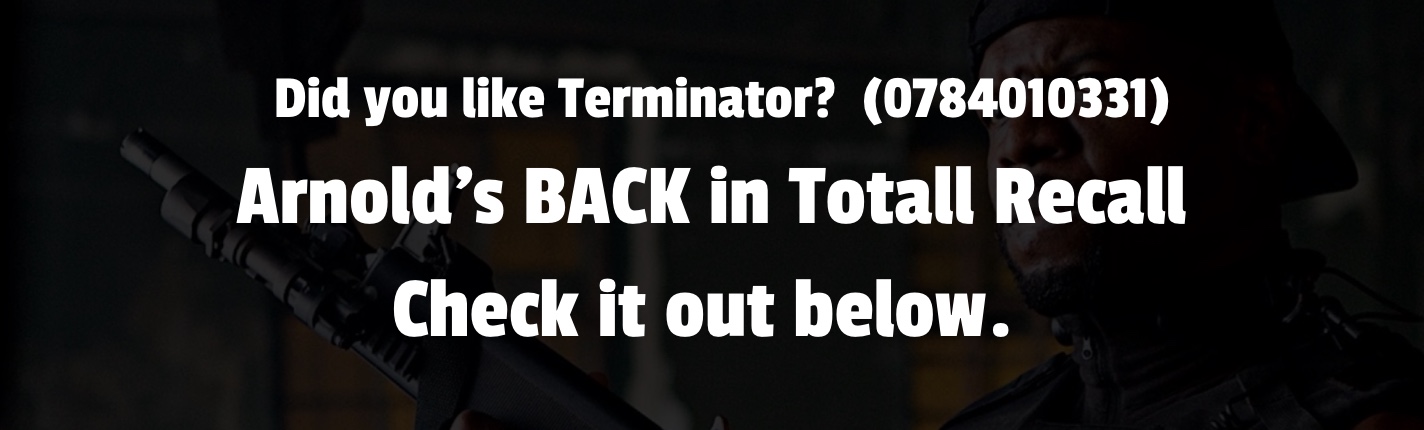 Did you like Terminator? (0784010331)
Arnold's BACK in Totall Recall
Check it out below.